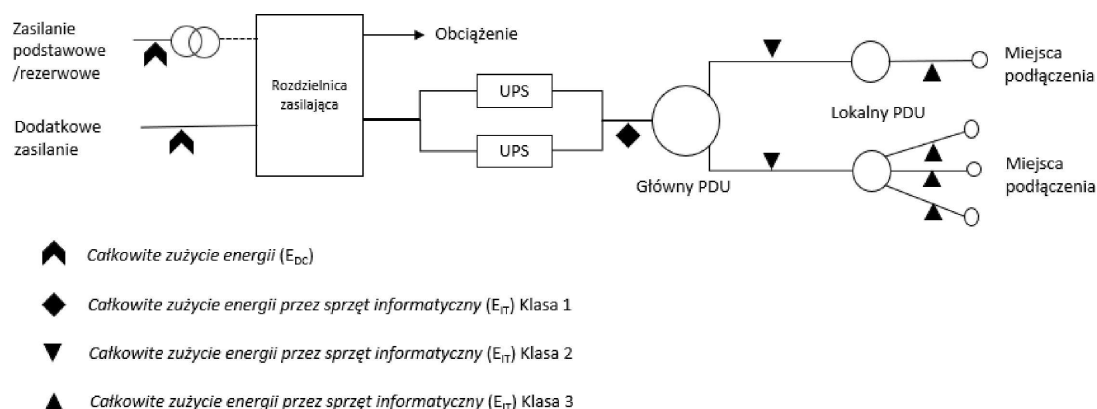 Zasilanie
podstawowe
/rezerwowe
Dodatkowe
zasilanie
Rozdzielnica
zasilająca
Obciążenie
UPS
UPS
Główny PDU
Lokalny PDU
Miejsca
podłączenia
Miejsca
podłączenia
Całkowite zużycie energii (EDC)
Całkowite zużycie energii przez sprzęt informatyczny (EIT) Klasa 1
Całkowite zużycie energii przez sprzęt informatyczny (EIT) Klasa 2
Całkowite zużycie energii przez sprzęt informatyczny (EIT) Klasa 3